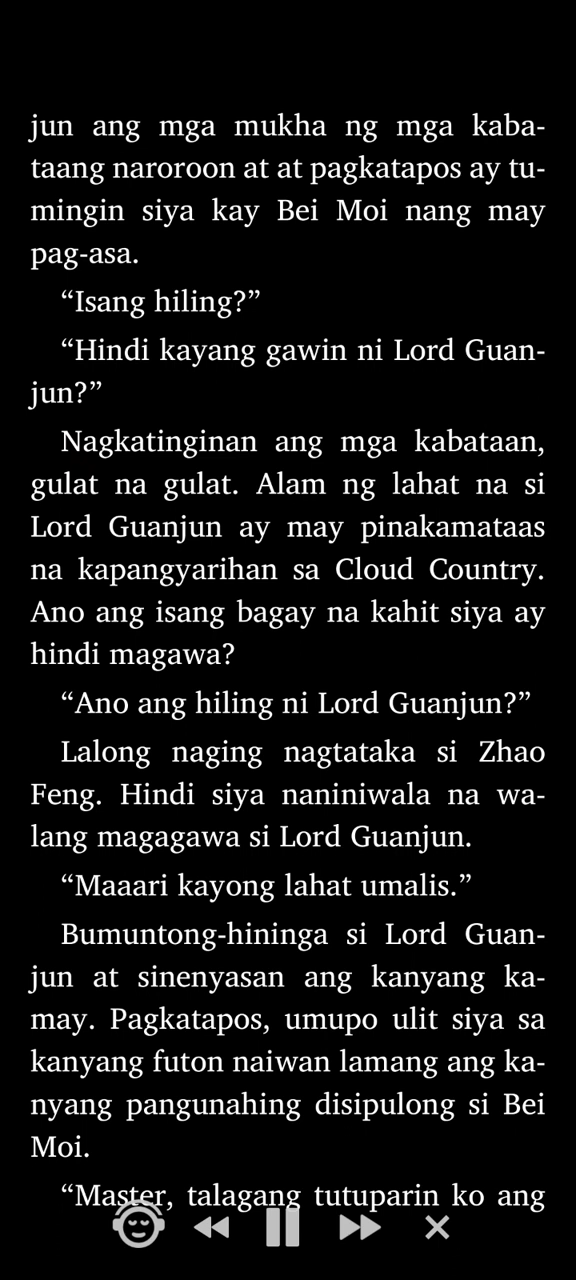 jun ang mga mukha ng mga kaba-
taang naroroon at at pagkatapos ay tu-
mingin siya kay Bei Moi nang may
pag-asa.
“Isang hiling?”
“Hindi kayang gawin ni Lord Guan-
jun?”
Nagkatinginan ang mga kabataan,
gulat na gulat. Alam ng lahat na si
Lord Guanjun ay may pinakamataas
na kapangyarihan sa Cloud Country.
Ano ang isang bagay na kahit siya ay
hindi magawa?
“Ano ang hiling ni Lord Guanjun?”
Lalong naging nagtataka si Zhao
Feng. Hindi siya naniniwala na wa-
lang magagawa si Lord Guanjun.
“Maaari kayong lahat umalis.”
Bumuntong-hininga si Lord Guan-
jun at sinenyasan ang kanyang ka-
may. Pagkatapos, umupo ulit siya sa
kanyang futon naiwan lamang ang ka-
nyang pangunahing disipulong si Bei
Moi.
“Master, talagang tutuparin ko ang